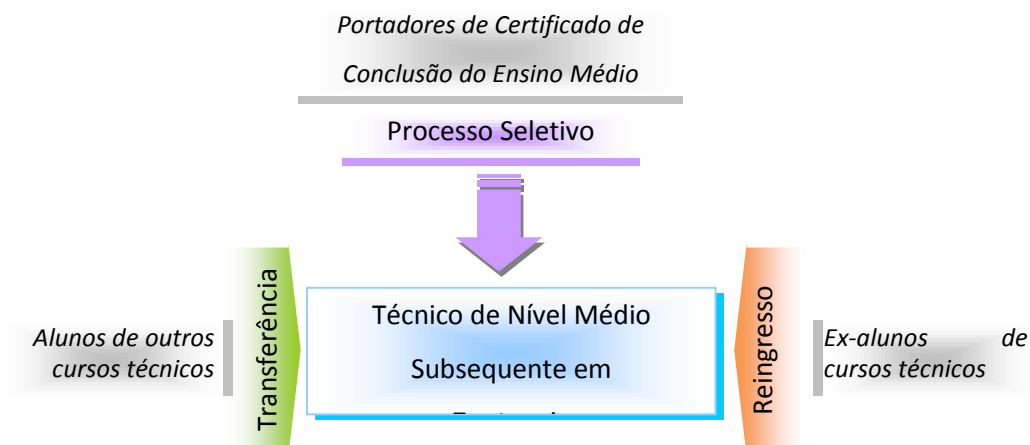 Portadores de Certificado de
Conclusão do Ensino Médio
Processo Seletivo
Transferência
Técnico de Nível Médio
Subsequente em
Reingresso
Alunos de outros
cursos técnicos
Ex-alunos de
cursos técnicos